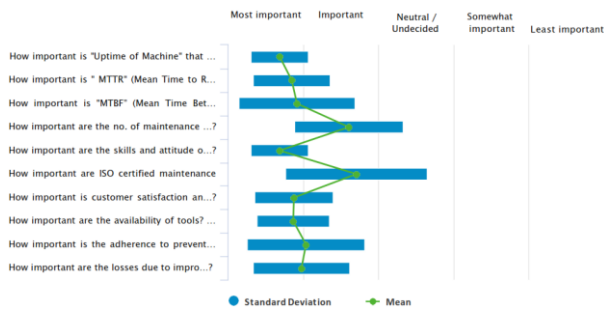 Most important
Important
Neutral /
Undecided
Somewhat
important
Least important
How important is "Uptime of Machine" that ...
How important is " MTTR" (Mean Time to R...
How important is "MTBF" (Mean Time Bet...
How important are the no. of maintenance ...?
How important are the skills and attitude o...?
How important are ISO certified maintenance
How important is customer satisfaction an...?
How important are the availability of tools? ...
How important is the adherence to prevent...
How important are the losses due to impro...?
Standard Deviation
Mean